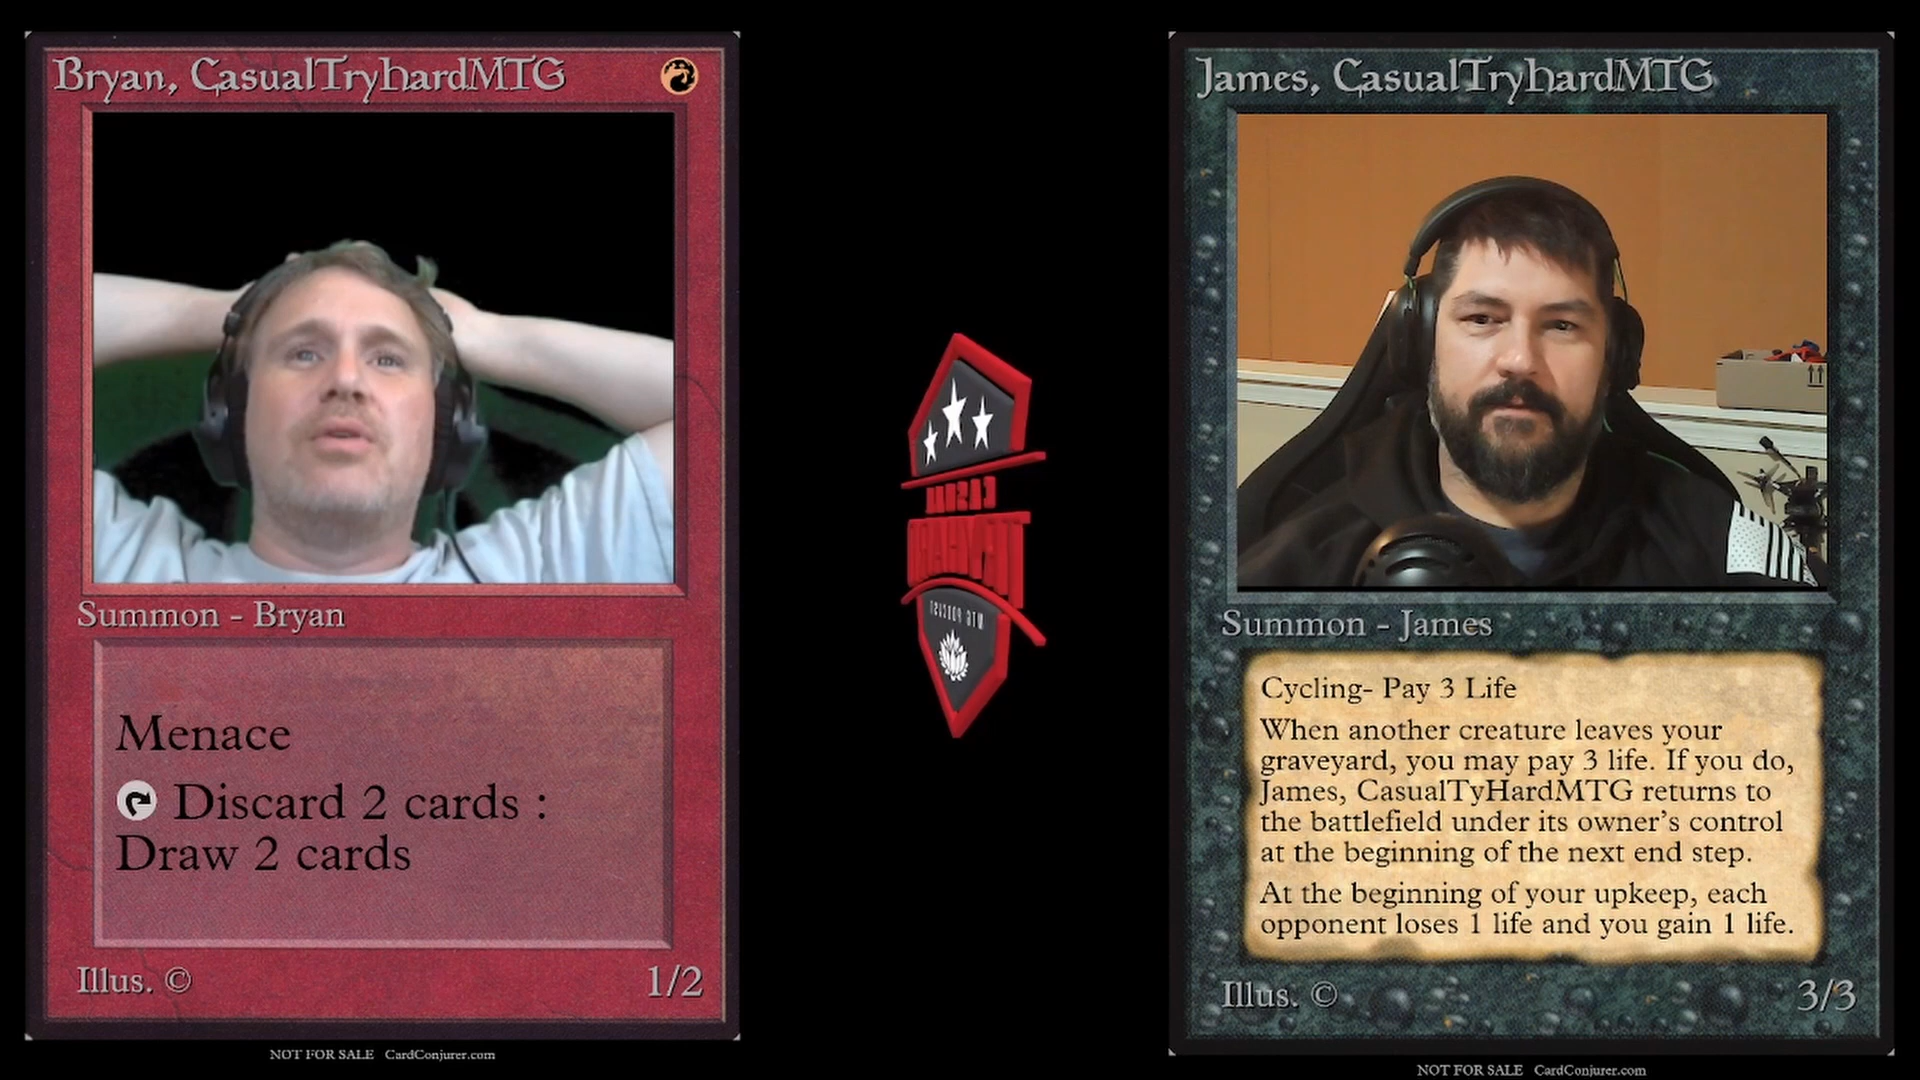 Bryan, CasualTryhardMTG
Summon - Bryan
Menace
Discard 2 cards :
Draw 2 cards
Illus. ©
1/2
NOT FOR SALE CardConjurer.com
CASUAL
TRYHARD
MTG PODCAST
James, CasualTryhardMTG
Summon - James
Cycling- Pay 3 Life
When another creature leaves your
graveyard, you may pay 3 life. If you do,
James, CasualTyHardMTG returns to
the battlefield under its owner's control
at the beginning of the next end step.
At the beginning of your upkeep, each
opponent loses 1 life and you gain 1 life.
Illus. ©
3/3
NOT FOR SALE CardConjurer.com